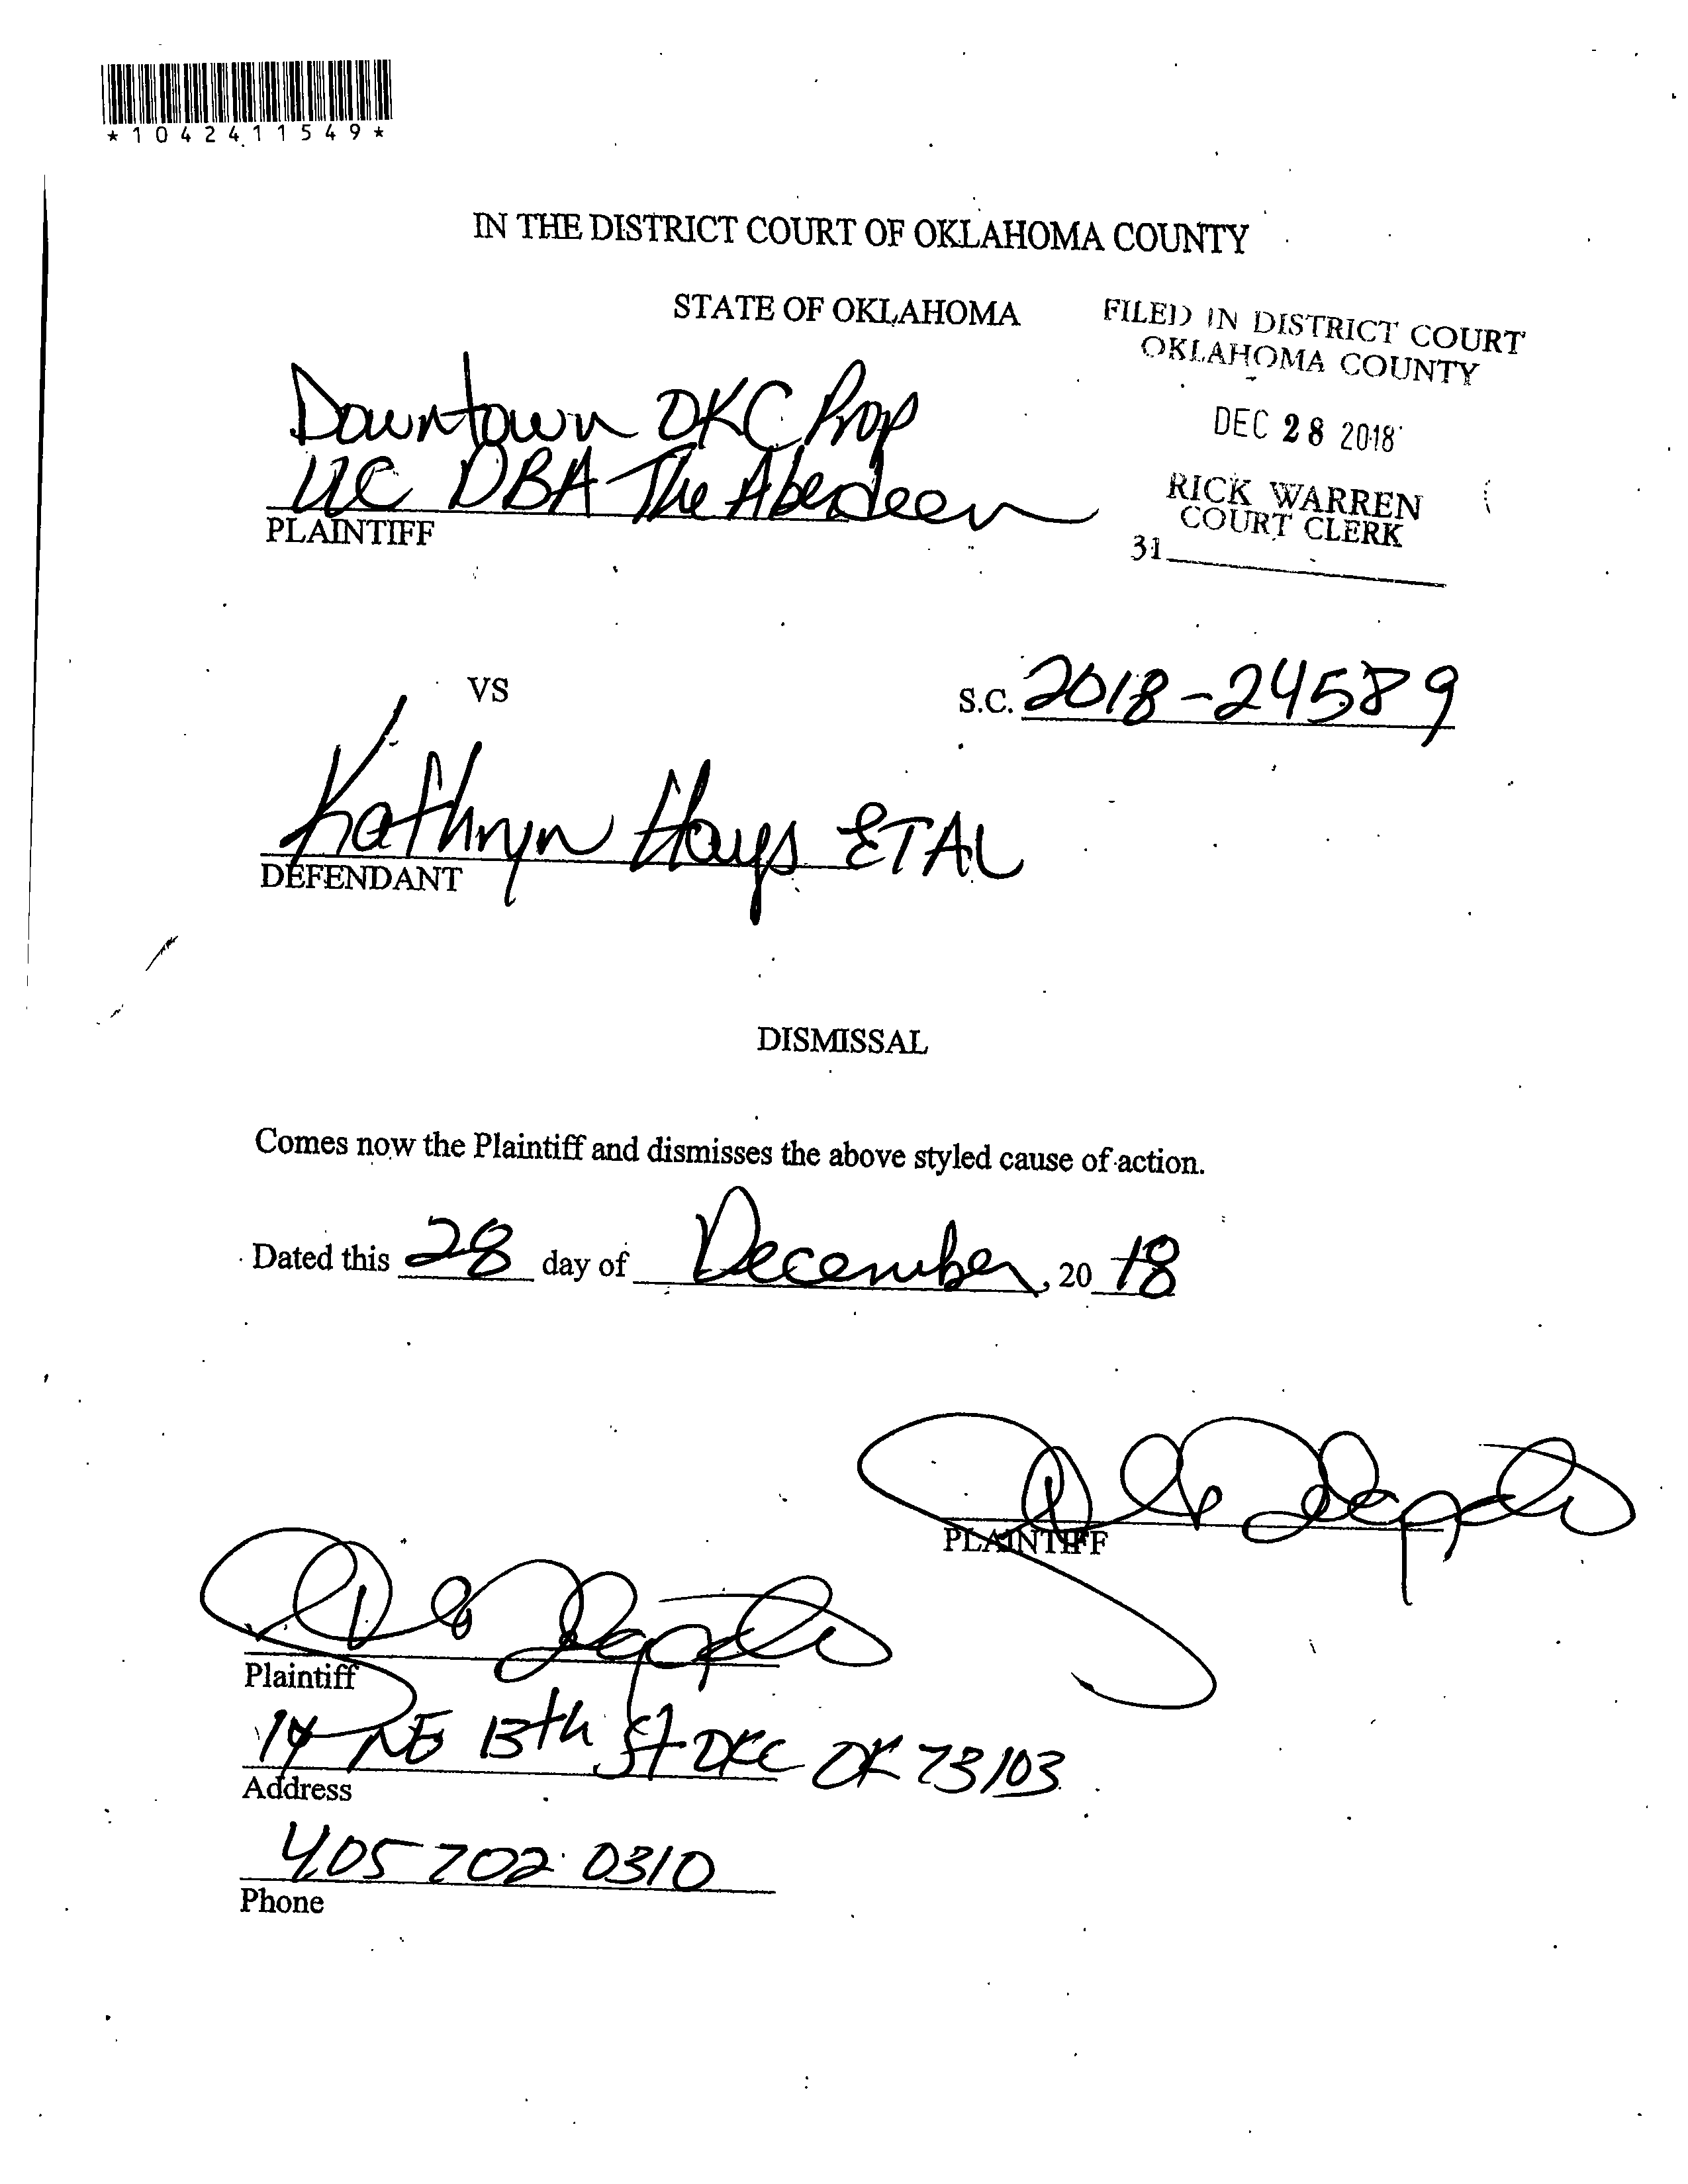 *1042411549*
IN THE DISTRICT COURT OF OKLAHOMA COUNTY
STATE OF OKLAHOMA
FILED IN DISTRICT COURT
OKLAHOMA COUNTY
DEC 28 2018
RICK WARREN
COURT CLERK
31
Downtown OKC Prop
LLC DBA The Aberdeen
PLAINTIFF
VS
S.C. 2018-24589
Kathryn Hays ETAL
DEFENDANT
DISMISSAL
Comes now the Plaintiff and dismisses the above styled cause of action.
Dated this 28 day of December, 20 18
PLAINTIFF
Plaintiff
14 NE 13th St OKC OK 73103
Address
405 702 0310
Phone